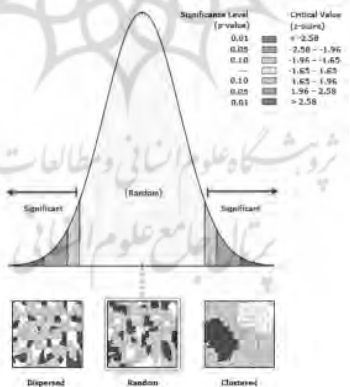 Significance Level
(p-value)
Critical Value
(z-score)
0.01 < -2.58
0.05 -2.58 - -1.96
0.10 -1.96 - -1.65
— -1.65 - 1.65
0.10 1.65 - 1.96
0.05 1.96 - 2.58
0.01 > 2.58
پژوهشگاه علوم انسانی و مطالعات
پرتال جامع علوم انسانی
(Random)
Significant
Significant
Dispersed
Random
Clustered